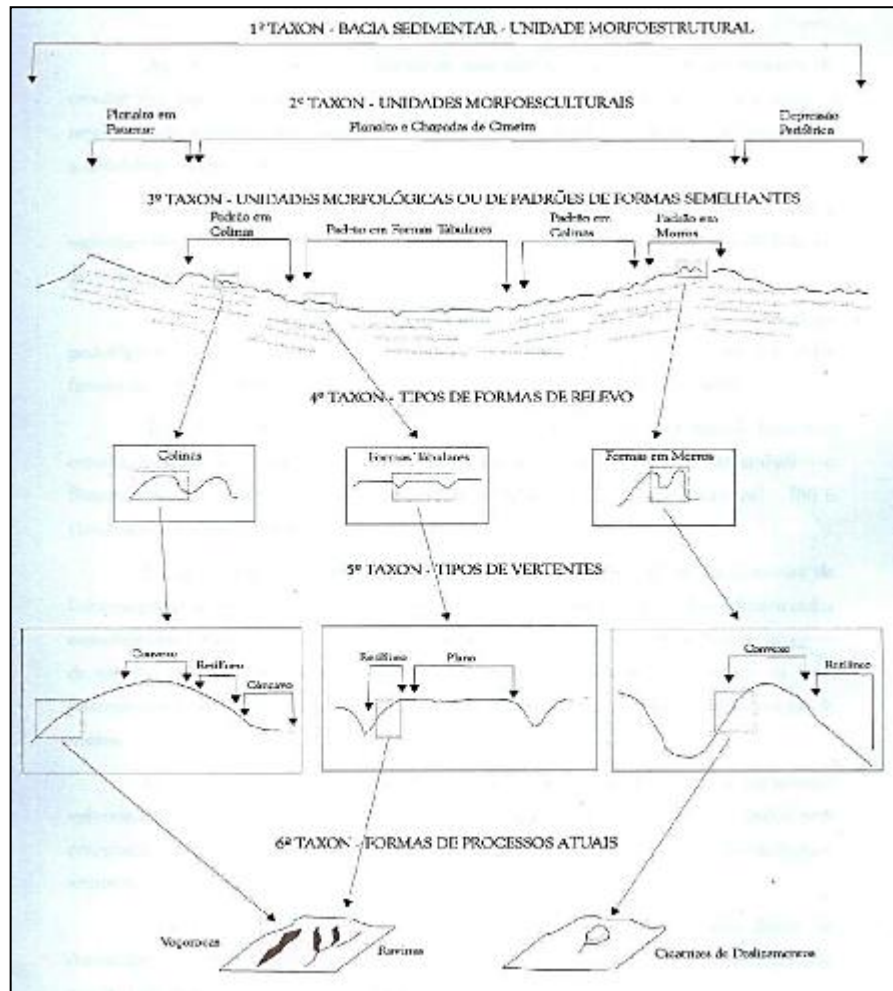 1º TAXON - BACIA SEDIMENTAR - UNIDADE MORFOESTRUTURAL
2º TAXON - UNIDADES MORFOESCULTURAIS
Planalto em
Patamar
Planalto e Chapadas de Cimeira
Depressão
Periférica
3º TAXON - UNIDADES MORFOLÓGICAS OU DE PADRÕES DE FORMAS SEMELHANTES
Padrão em
Colinas
Padrão em Formas Tabulares
Padrão em
Colinas
Padrão em
Morros
4º TAXON - TIPOS DE FORMAS DE RELEVO
Colinas
Formas Tabulares
Formas em Morros
5º TAXON - TIPOS DE VERTENTES
Convexo
Retilíneo
Côncavo
Retilíneo
Plano
Convexo
Retilíneo
6º TAXON - FORMAS DE PROCESSOS ATUAIS
Voçorocas
Ravinas
Cicatrizes de Deslizamentos